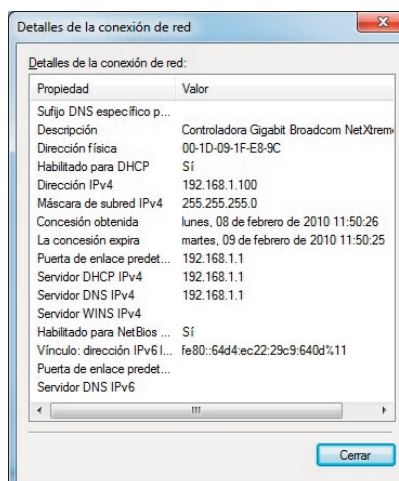 Detalles de la conexión de red
Detalles de la conexión de red:
Propiedad Valor
Sufijo DNS específico p...
Descripción Controladora Gigabit Broadcom NetXtreme
Dirección física 00-1D-09-1F-E8-9C
Habilitado para DHCP Sí
Dirección IPv4 192.168.1.100
Máscara de subred IPv4 255.255.255.0
Concesión obtenida lunes, 08 de febrero de 2010 11:50:26
La concesión expira martes, 09 de febrero de 2010 11:50:25
Puerta de enlace predet... 192.168.1.1
Servidor DHCP IPv4 192.168.1.1
Servidor DNS IPv4 192.168.1.1
Servidor WINS IPv4
Habilitado para NetBios ... Sí
Vínculo: dirección IPv6 l... fe80::64d4:ec22:29c9:640d%11
Puerta de enlace predet...
Servidor DNS IPv6
Cerrar